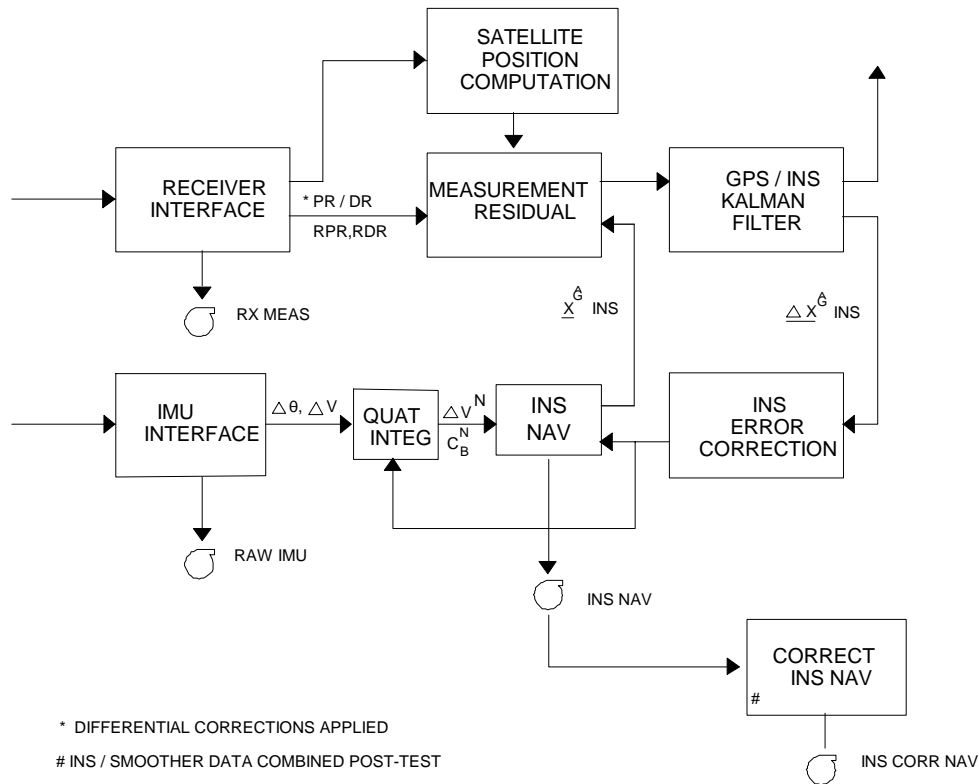 SATELLITE
POSITION
COMPUTATION
RECEIVER
INTERFACE
* PR / DR
RPR,RDR
MEASUREMENT
RESIDUAL
GPS / INS
KALMAN
FILTER
RX MEAS
X^Ĝ INS
△ X^Ĝ INS
IMU
INTERFACE
△θ, △V
QUAT
INTEG
△V^N
C_B^N
INS
NAV
INS
ERROR
CORRECTION
RAW IMU
INS NAV
CORRECT
INS NAV
#
* DIFFERENTIAL CORRECTIONS APPLIED
# INS / SMOOTHER DATA COMBINED POST-TEST
INS CORR NAV